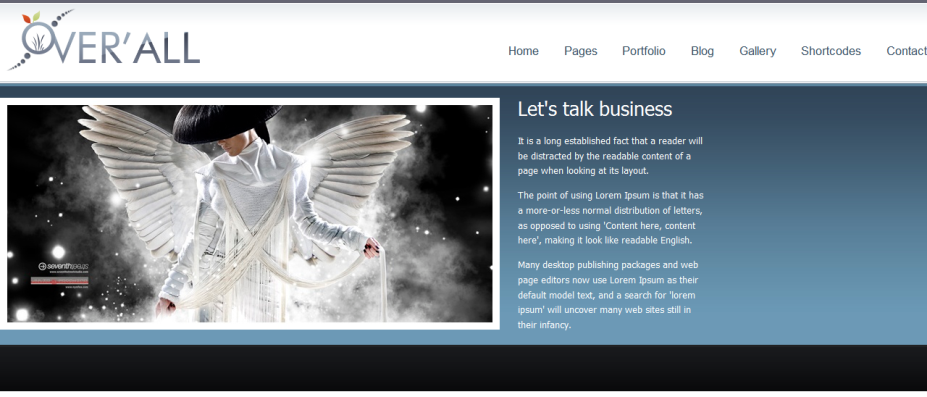 OVER'ALL
Home Pages Portfolio Blog Gallery Shortcodes Contact
Let's talk business
It is a long established fact that a reader will
be distracted by the readable content of a
page when looking at its layout.
The point of using Lorem Ipsum is that it has
a more-or-less normal distribution of letters,
as opposed to using 'Content here, content
here', making it look like readable English.
Many desktop publishing packages and web
page editors now use Lorem Ipsum as their
default model text, and a search for 'lorem
ipsum' will uncover many web sites still in
their infancy.